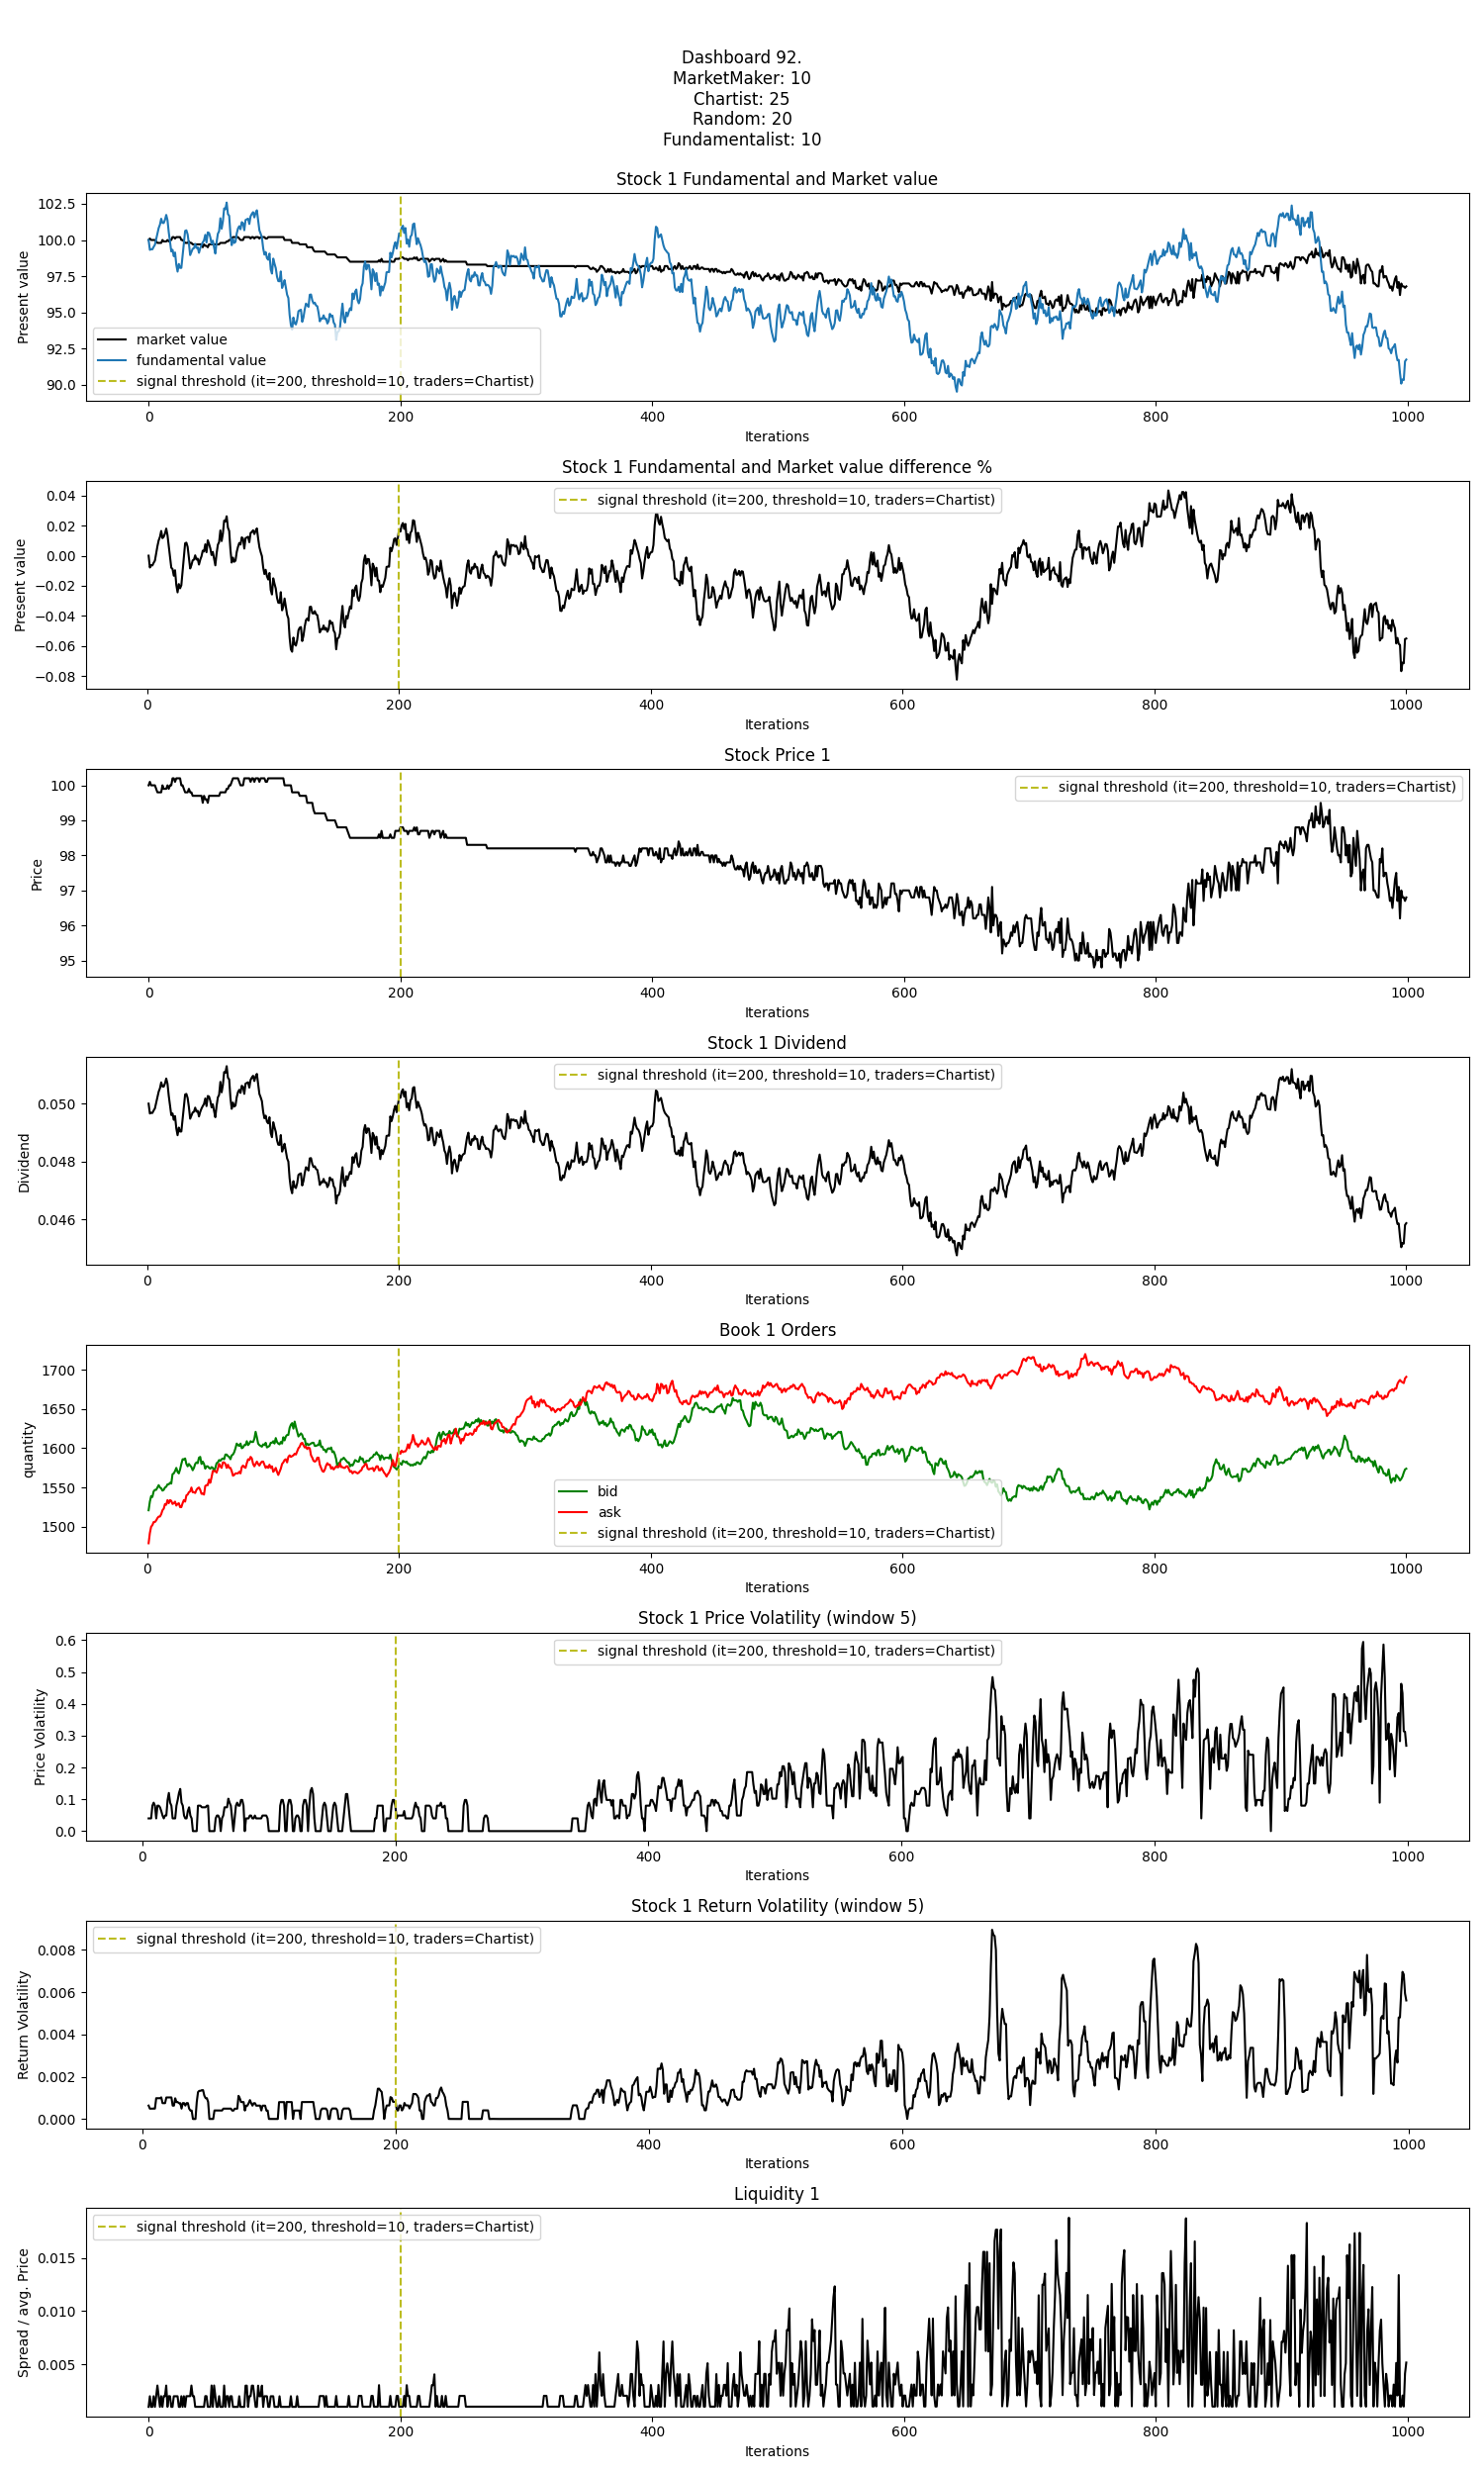 Dashboard 92.
MarketMaker: 10
Chartist: 25
Random: 20
Fundamentalist: 10
Stock 1 Fundamental and Market value
Present value
102.5
100.0
97.5
95.0
92.5
90.0
market value
fundamental value
signal threshold (it=200, threshold=10, traders=Chartist)
0 200 400 600 800 1000
Iterations
Stock 1 Fundamental and Market value difference %
Present value
0.04
0.02
0.00
−0.02
−0.04
−0.06
−0.08
signal threshold (it=200, threshold=10, traders=Chartist)
0 200 400 600 800 1000
Iterations
Stock Price 1
Price
100
99
98
97
96
95
signal threshold (it=200, threshold=10, traders=Chartist)
0 200 400 600 800 1000
Iterations
Stock 1 Dividend
Dividend
0.050
0.048
0.046
signal threshold (it=200, threshold=10, traders=Chartist)
0 200 400 600 800 1000
Iterations
Book 1 Orders
quantity
1700
1650
1600
1550
1500
bid
ask
signal threshold (it=200, threshold=10, traders=Chartist)
0 200 400 600 800 1000
Iterations
Stock 1 Price Volatility (window 5)
Price Volatility
0.6
0.5
0.4
0.3
0.2
0.1
0.0
signal threshold (it=200, threshold=10, traders=Chartist)
0 200 400 600 800 1000
Iterations
Stock 1 Return Volatility (window 5)
Return Volatility
0.008
0.006
0.004
0.002
0.000
signal threshold (it=200, threshold=10, traders=Chartist)
0 200 400 600 800 1000
Iterations
Liquidity 1
Spread / avg. Price
0.015
0.010
0.005
signal threshold (it=200, threshold=10, traders=Chartist)
0 200 400 600 800 1000
Iterations